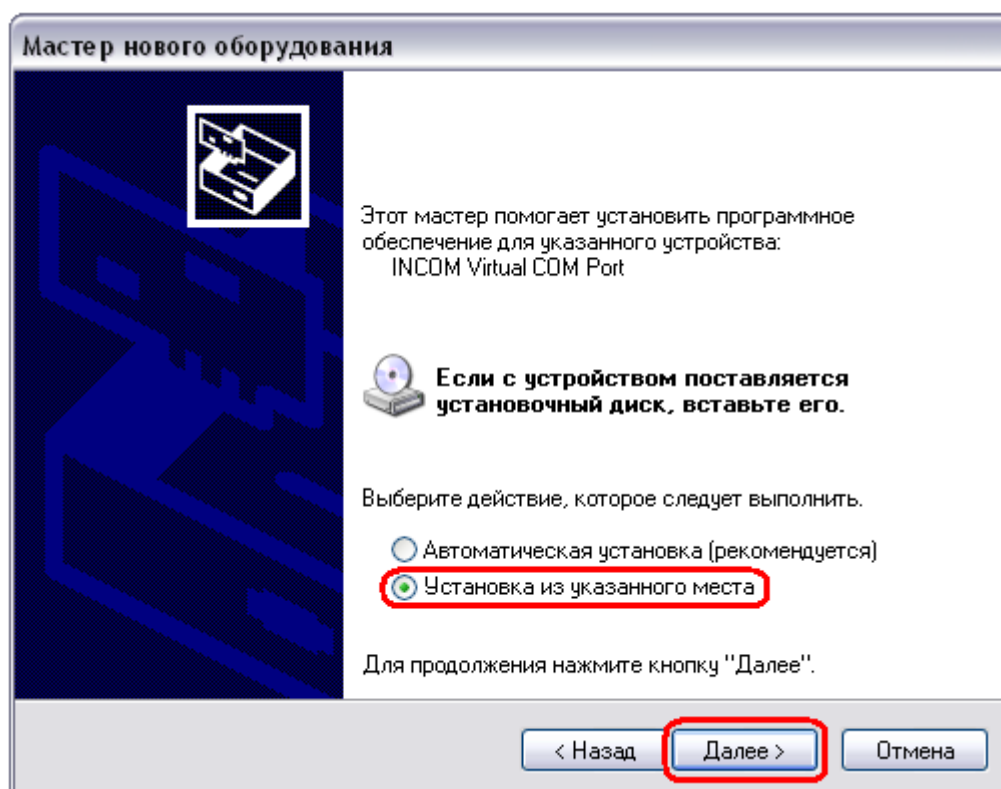 Мастер нового оборудования
Этот мастер помогает установить программное
обеспечение для указанного устройства:
INCOM Virtual COM Port
Если с устройством поставляется
установочный диск, вставьте его.
Выберите действие, которое следует выполнить.
Автоматическая установка (рекомендуется)
Установка из указанного места
Для продолжения нажмите кнопку "Далее".
< Назад
Далее >
Отмена